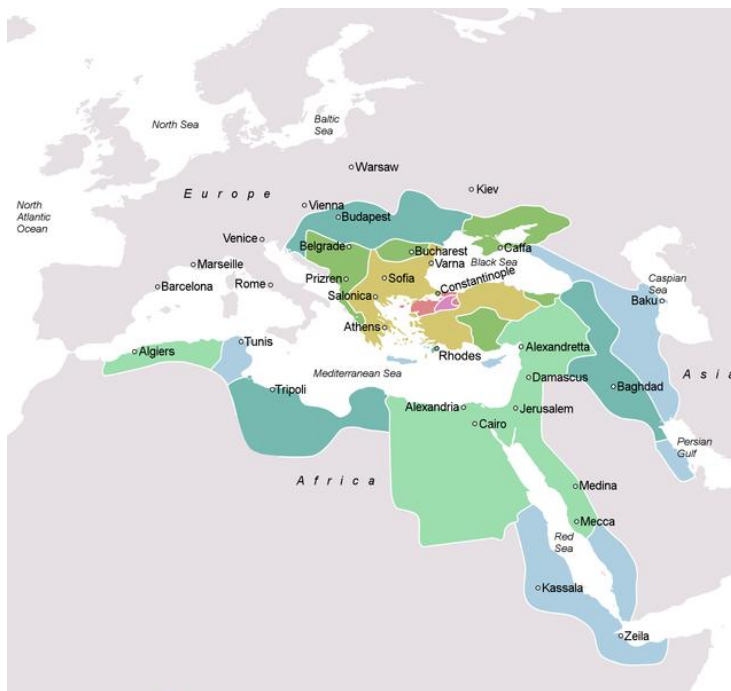 North Sea
Baltic
Sea
Warsaw
Kiev
Europe
North
Atlantic
Ocean
Vienna
Budapest
Venice
Belgrade
Bucharest
Caffa
Black Sea
Varna
Marseille
Prizren
Sofia
Constantinople
Caspian
Sea
Barcelona
Rome
Salonica
Baku
Athens
Tunis
Algiers
Rhodes
Alexandretta
Mediterranean Sea
Asia
Tripoli
Damascus
Baghdad
Alexandria
Jerusalem
Cairo
Persian
Gulf
Africa
Medina
Mecca
Red
Sea
Kassala
Zeila